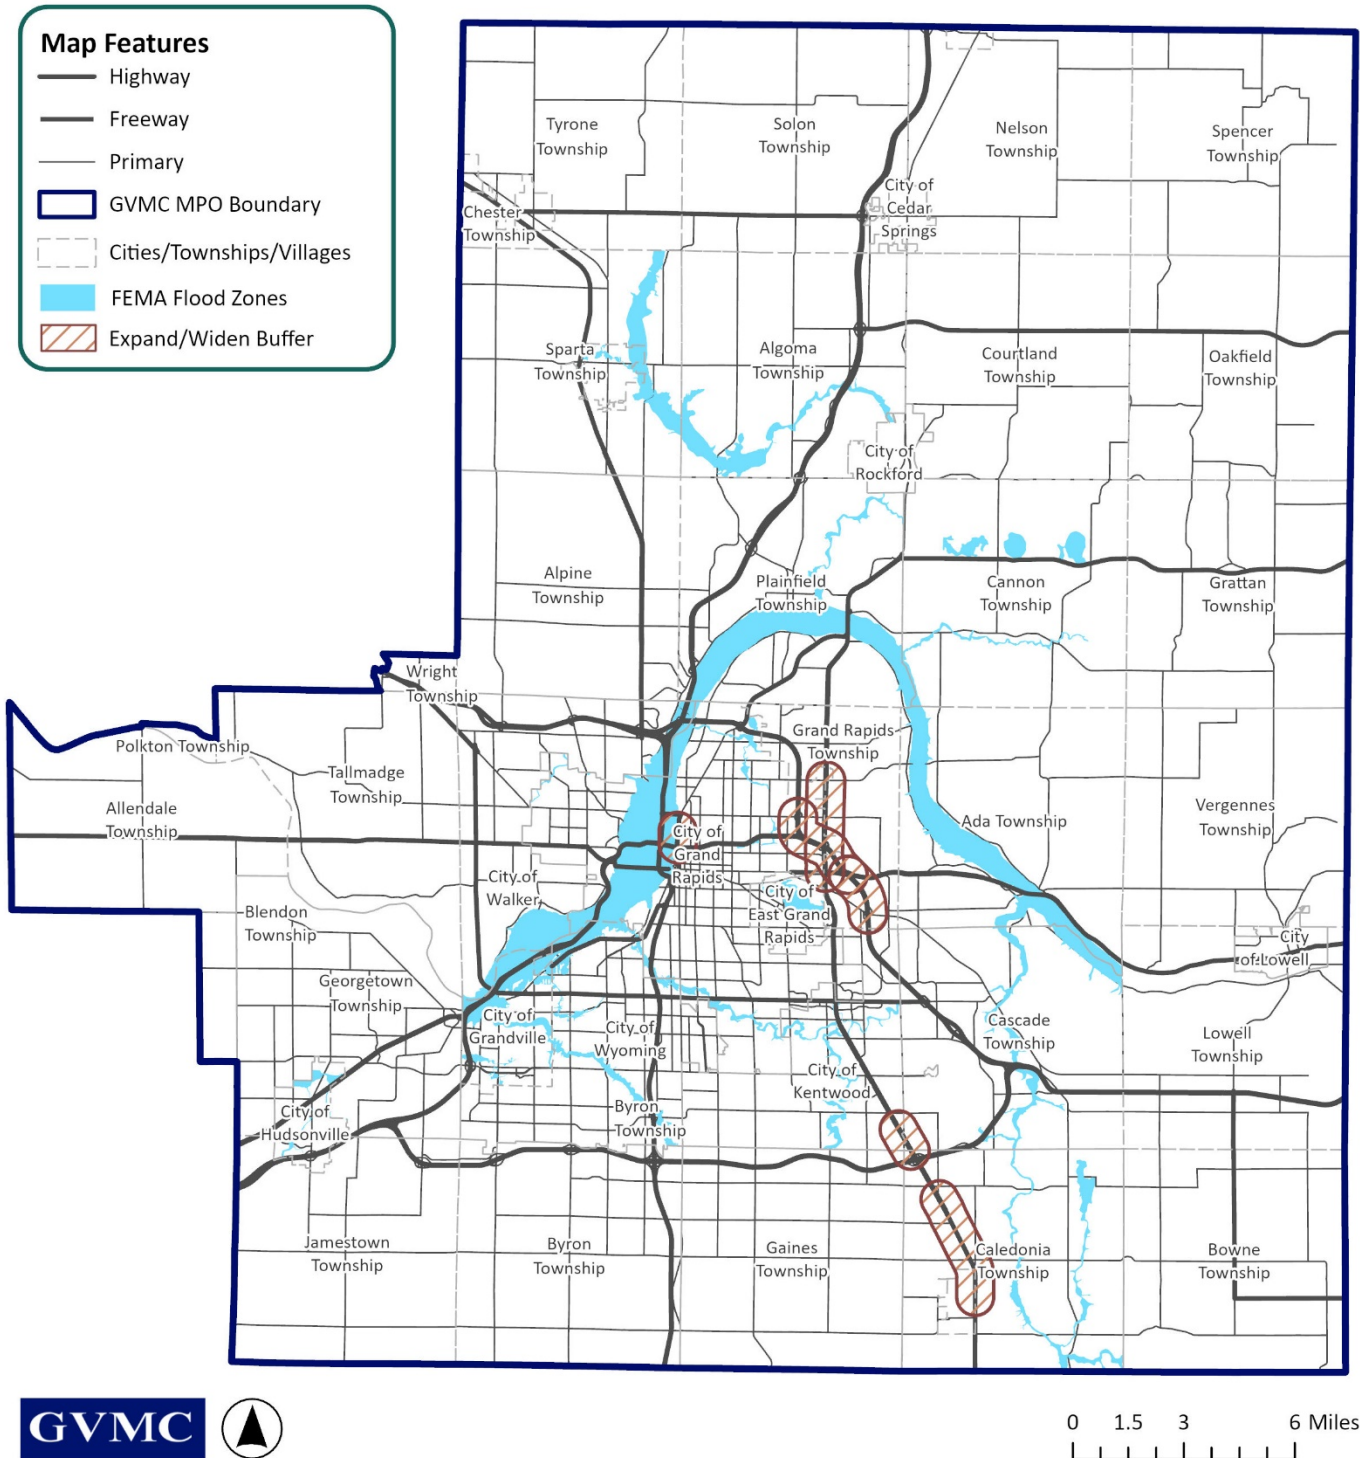 Map Features
Highway
Freeway
Primary
GVMC MPO Boundary
Cities/Townships/Villages
FEMA Flood Zones
Expand/Widen Buffer
Tyrone
Township
Solon
Township
Nelson
Township
Spencer
Township
Chester
Township
City of
Cedar
Springs
Sparta
Township
Algoma
Township
Courtland
Township
Oakfield
Township
City of
Rockford
Alpine
Township
Plainfield
Township
Cannon
Township
Grattan
Township
Wright
Township
Polkton Township
Tallmadge
Township
Grand Rapids
Township
Allendale
Township
City of
Grand
Rapids
Ada Township
Vergennes
Township
City of
Walker
City of
East Grand
Rapids
Blendon
Township
City
of Lowell
Georgetown
Township
City of
Grandville
City of
Wyoming
Cascade
Township
Lowell
Township
City of
Kentwood
City of
Hudsonville
Byron
Township
Jamestown
Township
Byron
Township
Gaines
Township
Caledonia
Township
Bowne
Township
GVMC
0 1.5 3 6 Miles